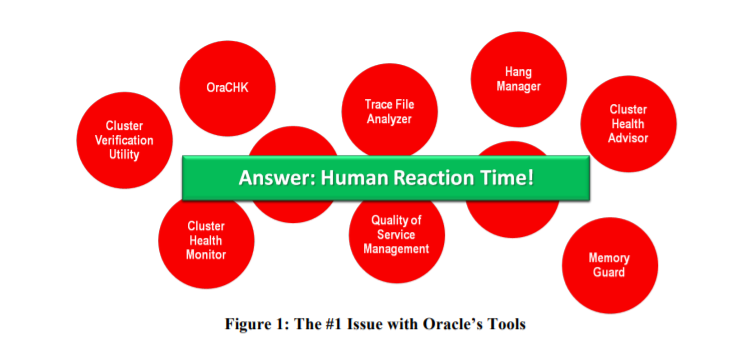 OraCHK
Hang
Manager
Trace File
Analyzer
Cluster
Health
Advisor
Cluster
Verification
Utility
Answer: Human Reaction Time!
Cluster
Health
Monitor
Quality of
Service
Management
Memory
Guard
Figure 1: The #1 Issue with Oracle's Tools